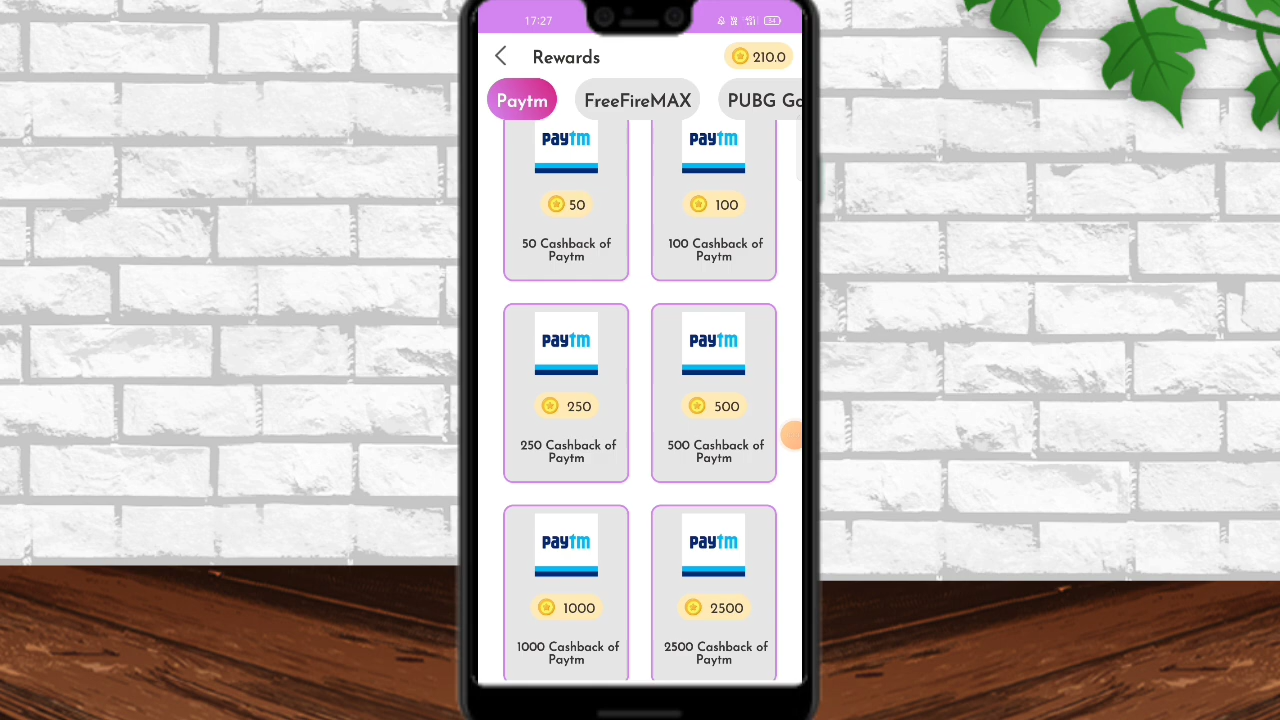 17:27
54
Rewards
210.0
Paytm
FreeFireMAX
PUBG Go
paytm
paytm
50
100
50 Cashback of
Paytm
100 Cashback of
Paytm
paytm
paytm
250
500
250 Cashback of
Paytm
500 Cashback of
Paytm
paytm
paytm
1000
2500
1000 Cashback of
Paytm
2500 Cashback of
Paytm